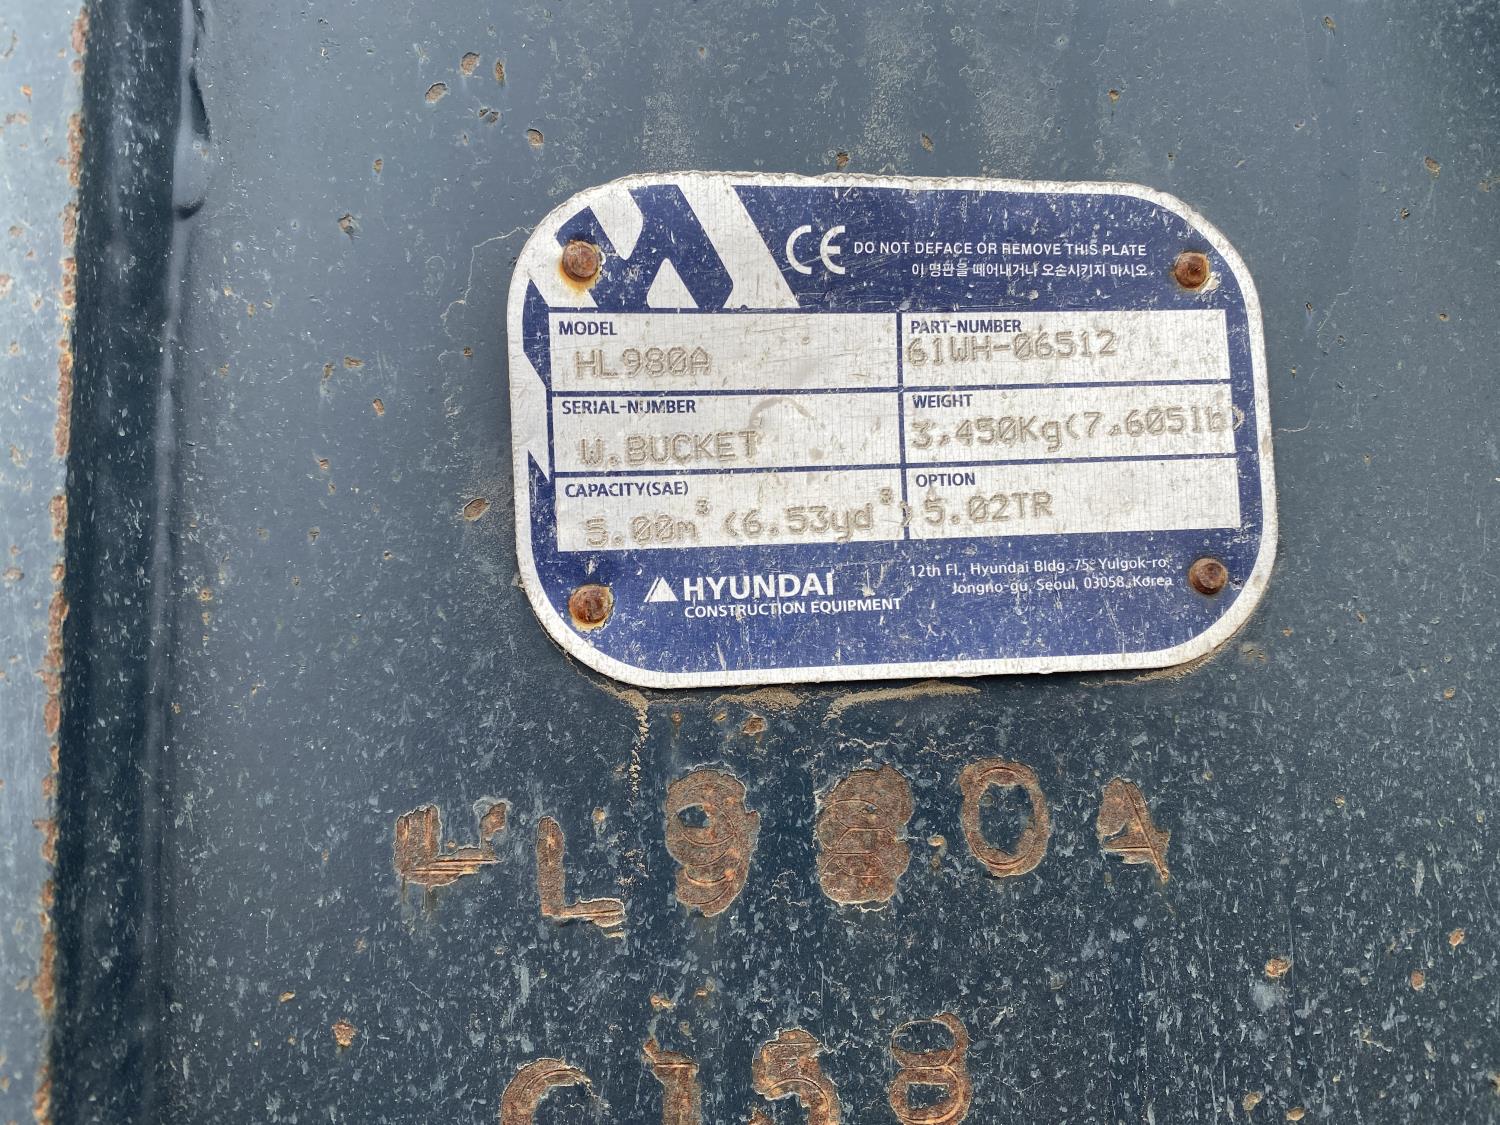 CE DO NOT DEFACE OR REMOVE THIS PLATE
이 명판을 떼어내거나 오손시키지 마시오
MODEL
HL980A
PART-NUMBER
61WH-06512
SERIAL-NUMBER
W.BUCKET
WEIGHT
3,450Kg(7,605lb)
CAPACITY(SAE)
5.00m³ (6.53yd³)
OPTION
5.02TR
HYUNDAI
CONSTRUCTION EQUIPMENT
12th Fl., Hyundai Bldg. 75, Yulgok-ro,
Jongno-gu, Seoul, 03058, Korea
HL980A